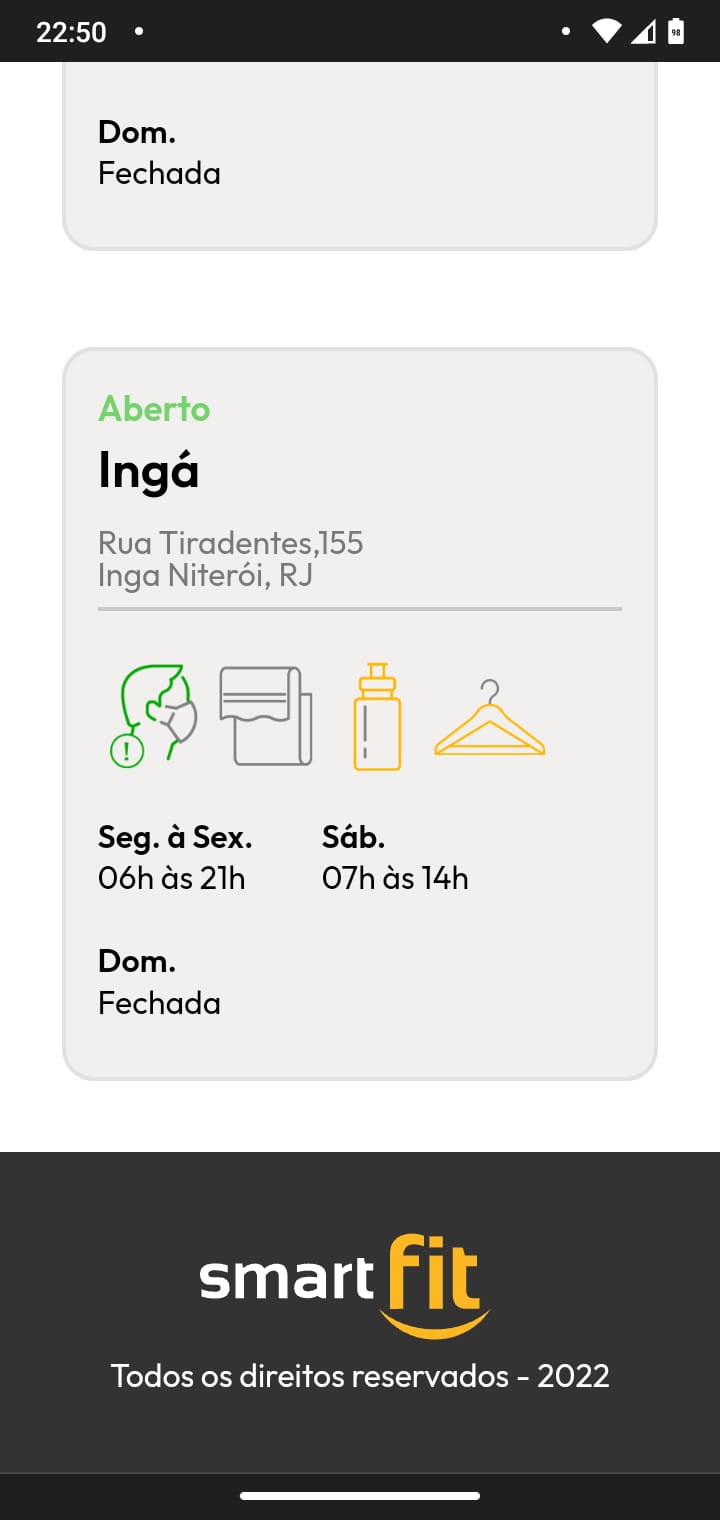 22:50
98
Dom.
Fechada
Aberto
Ingá
Rua Tiradentes,155
Inga Niterói, RJ
!
Seg. à Sex.
06h às 21h
Sáb.
07h às 14h
Dom.
Fechada
smart fit
Todos os direitos reservados - 2022